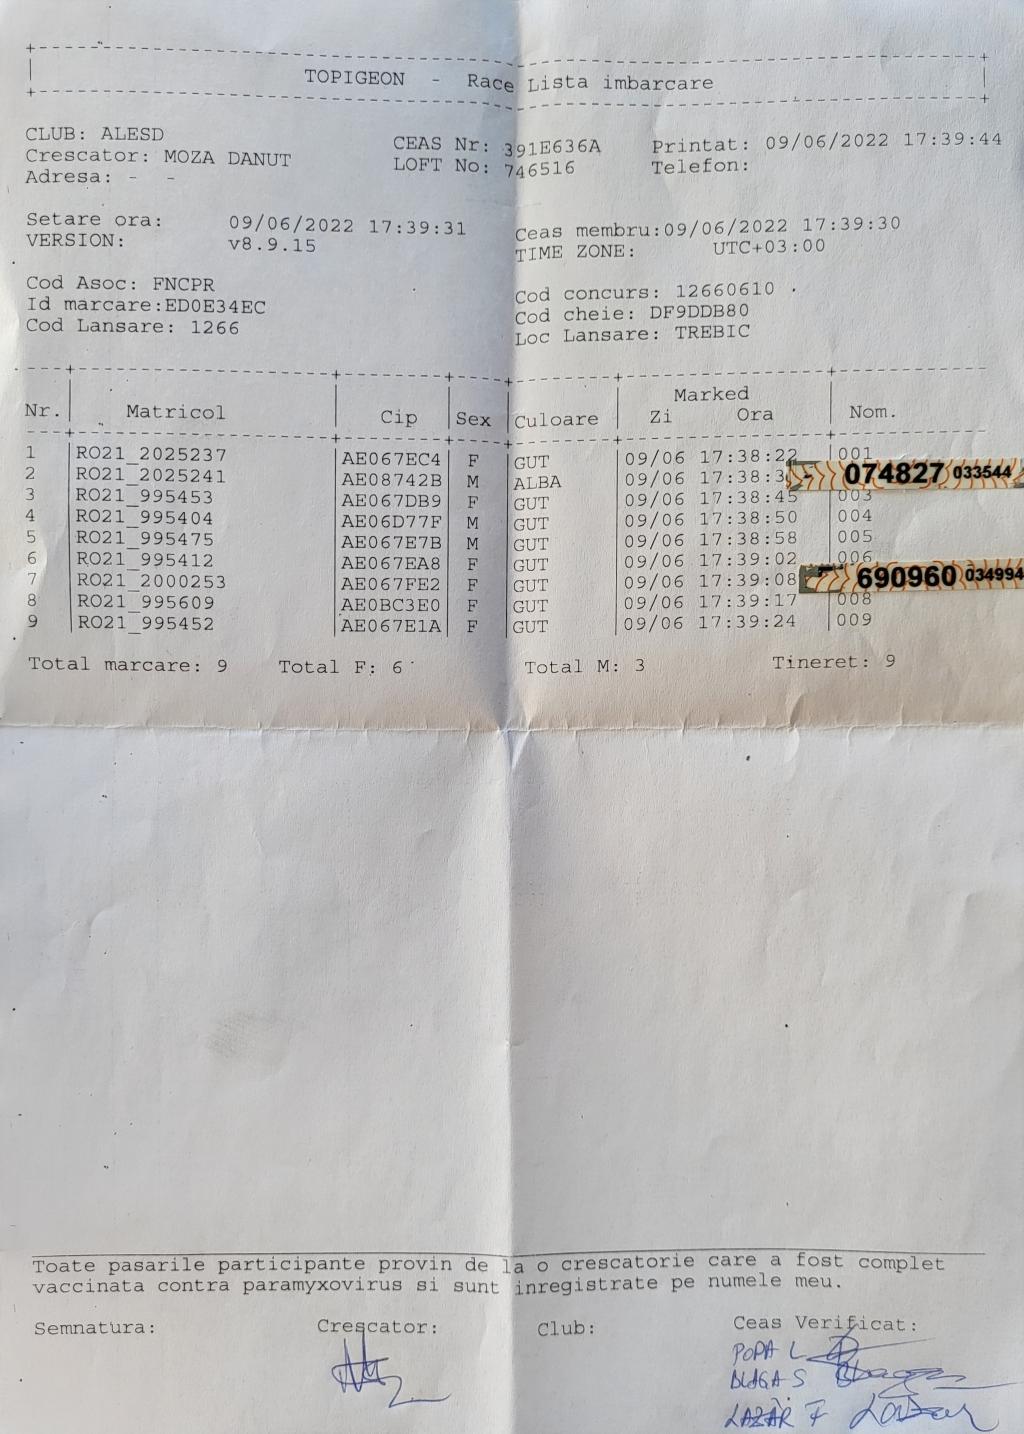 TOPIGEON - Race Lista imbarcare
CLUB: ALESD
Crescator: MOZA DANUT CEAS Nr: 391E636A Printat: 09/06/2022 17:39:44
Adresa: - - LOFT No: 746516 Telefon:
Setare ora: 09/06/2022 17:39:31 Ceas membru:09/06/2022 17:39:30
VERSION: v8.9.15 TIME ZONE: UTC+03:00
Cod Asoc: FNCPR Cod concurs: 12660610
Id marcare:ED0E34EC Cod cheie: DF9DDB80
Cod Lansare: 1266 Loc Lansare: TREBIC
Marked
Nr. Matricol Cip Sex Culoare Zi Ora Nom.
1 RO21_2025237 AE067EC4 F GUT 09/06 17:38:22 001
2 RO21_2025241 AE08742B M ALBA 09/06 17:38:3 074827 033544
3 RO21_995453 AE067DB9 F GUT 09/06 17:38:45 003
4 RO21_995404 AE06D77F M GUT 09/06 17:38:50 004
5 RO21_995475 AE067E7B M GUT 09/06 17:38:58 005
6 RO21_995412 AE067EA8 F GUT 09/06 17:39:02 006
7 RO21_2000253 AE067FE2 F GUT 09/06 17:39:08 690960 034994
8 RO21_995609 AE0BC3E0 F GUT 09/06 17:39:17 008
9 RO21_995452 AE067E1A F GUT 09/06 17:39:24 009
Total marcare: 9 Total F: 6 Total M: 3 Tineret: 9
Toate pasarile participante provin de la o crescatorie care a fost complet
vaccinata contra paramyxovirus si sunt inregistrate pe numele meu.
Semnatura: Crescator: Club: Ceas Verificat:
POPA L
BLAGA S
LAZĂR F Lazar